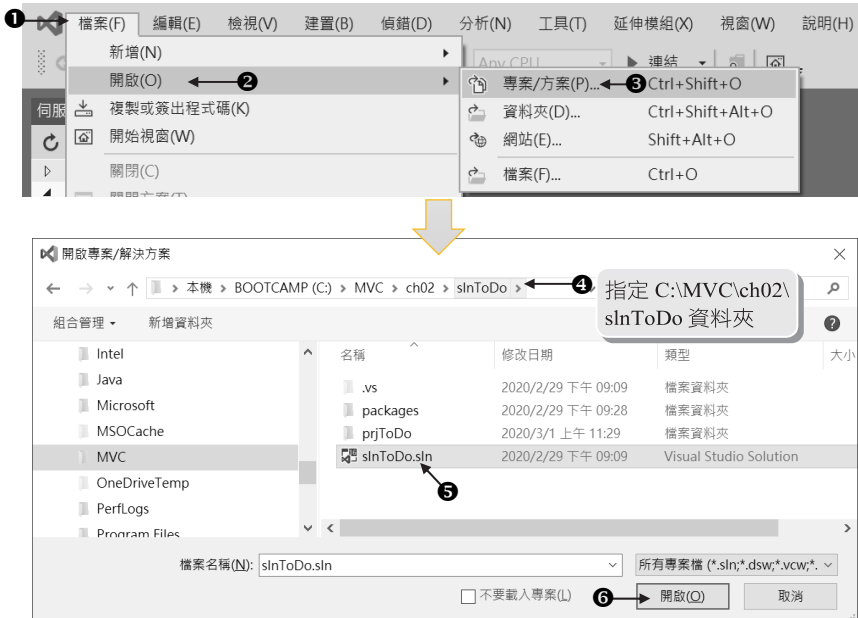 ❶ 檔案(F) 編輯(E) 檢視(V) 建置(B) 偵錯(D) 分析(N) 工具(T) 延伸模組(X) 視窗(W) 說明(H)
新增(N)
Any CPU 連結
開啟(O) ❷
專案/方案(P)... ❸ Ctrl+Shift+O
伺服
複製或簽出程式碼(K)
資料夾(D)... Ctrl+Shift+Alt+O
開始視窗(W)
網站(E)... Shift+Alt+O
關閉(C)
檔案(F)... Ctrl+O
開啟專案/解決方案
本機 > BOOTCAMP (C:) > MVC > ch02 > slnToDo > ❹
指定 C:\MVC\ch02\
slnToDo 資料夾
組合管理 新增資料夾
名稱 修改日期 類型 大小
Intel
Java
Microsoft
MSOCache
MVC
OneDriveTemp
PerfLogs
Program Files
.vs 2020/2/29 下午 09:09 檔案資料夾
packages 2020/2/29 下午 09:28 檔案資料夾
prjToDo 2020/3/1 上午 11:29 檔案資料夾
slnToDo.sln 2020/2/29 下午 09:09 Visual Studio Solution
❺
檔案名稱(N): slnToDo.sln 所有專案檔 (*.sln;*.dsw;*.vcw;*.
不要載入專案(L) ❻ 開啟(O) 取消